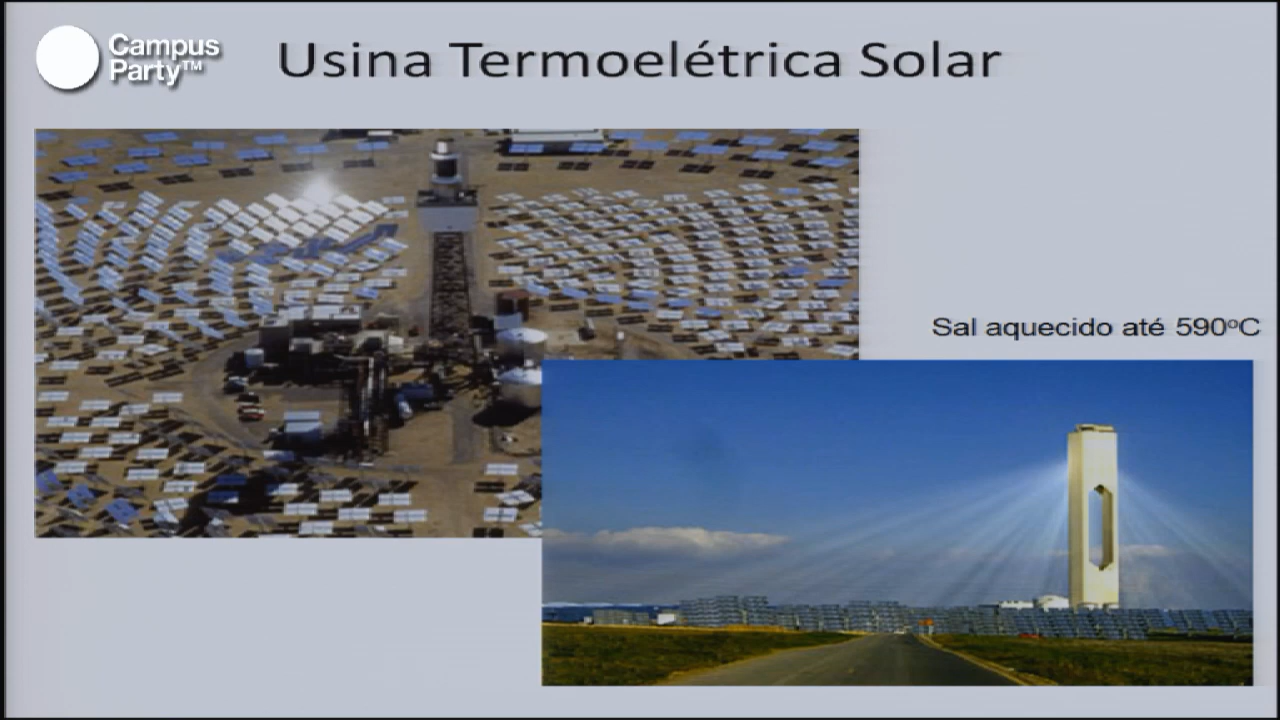 Campus
Party™
Usina Termoelétrica Solar
Sal aquecido até 590ºC